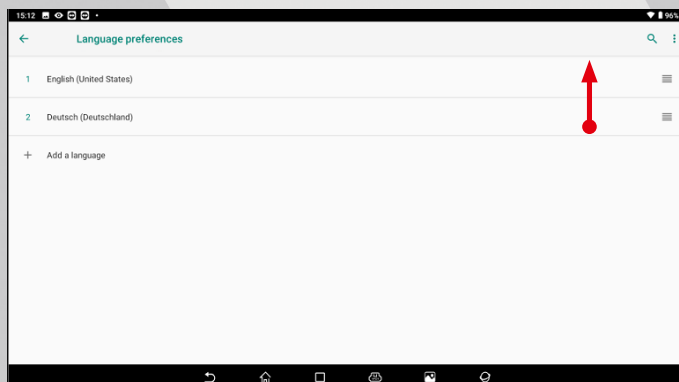 15:12 96%
Language preferences
1 English (United States)
2 Deutsch (Deutschland)
Add a language